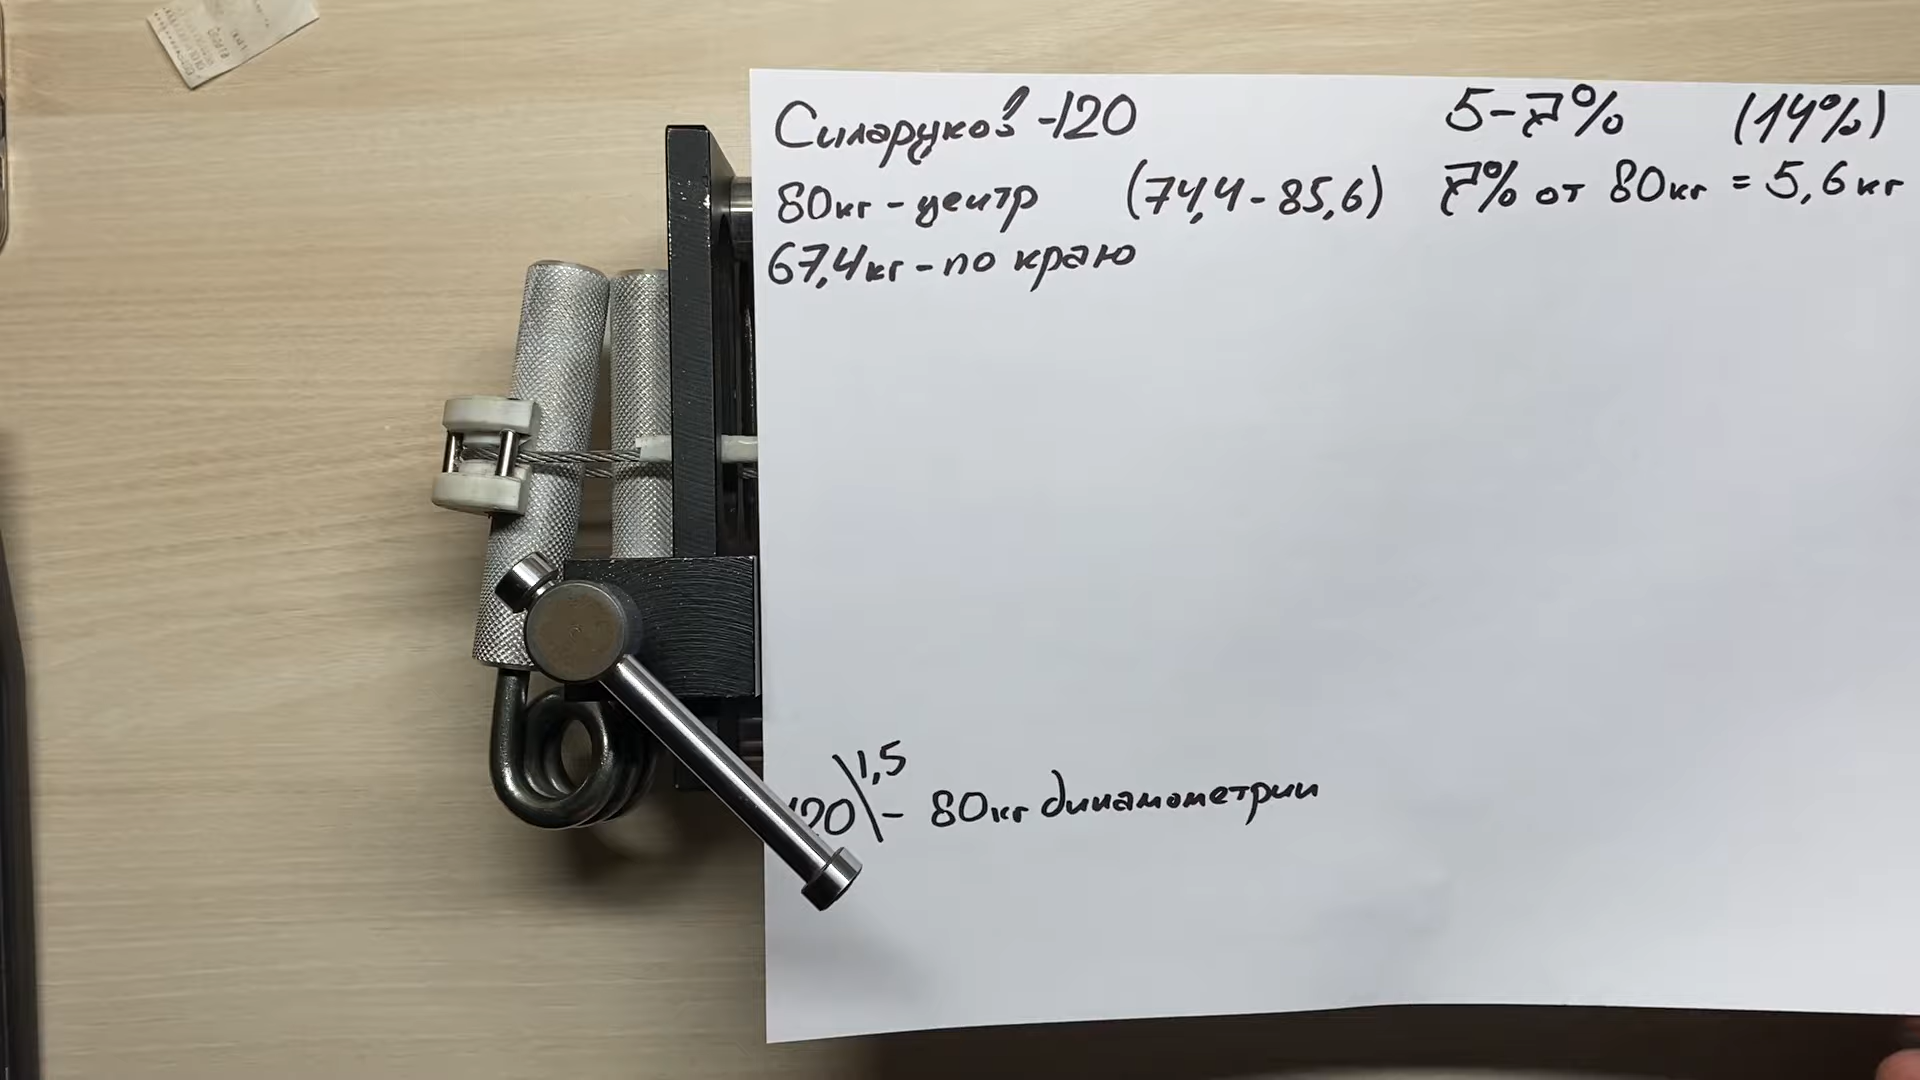 Силаруков -120
5-7% (14%)
80кг - центр (74,4-85,6) 7% от 80кг = 5,6кг
67,4кг - по краю
1,5
120 - 80кг динамометрии